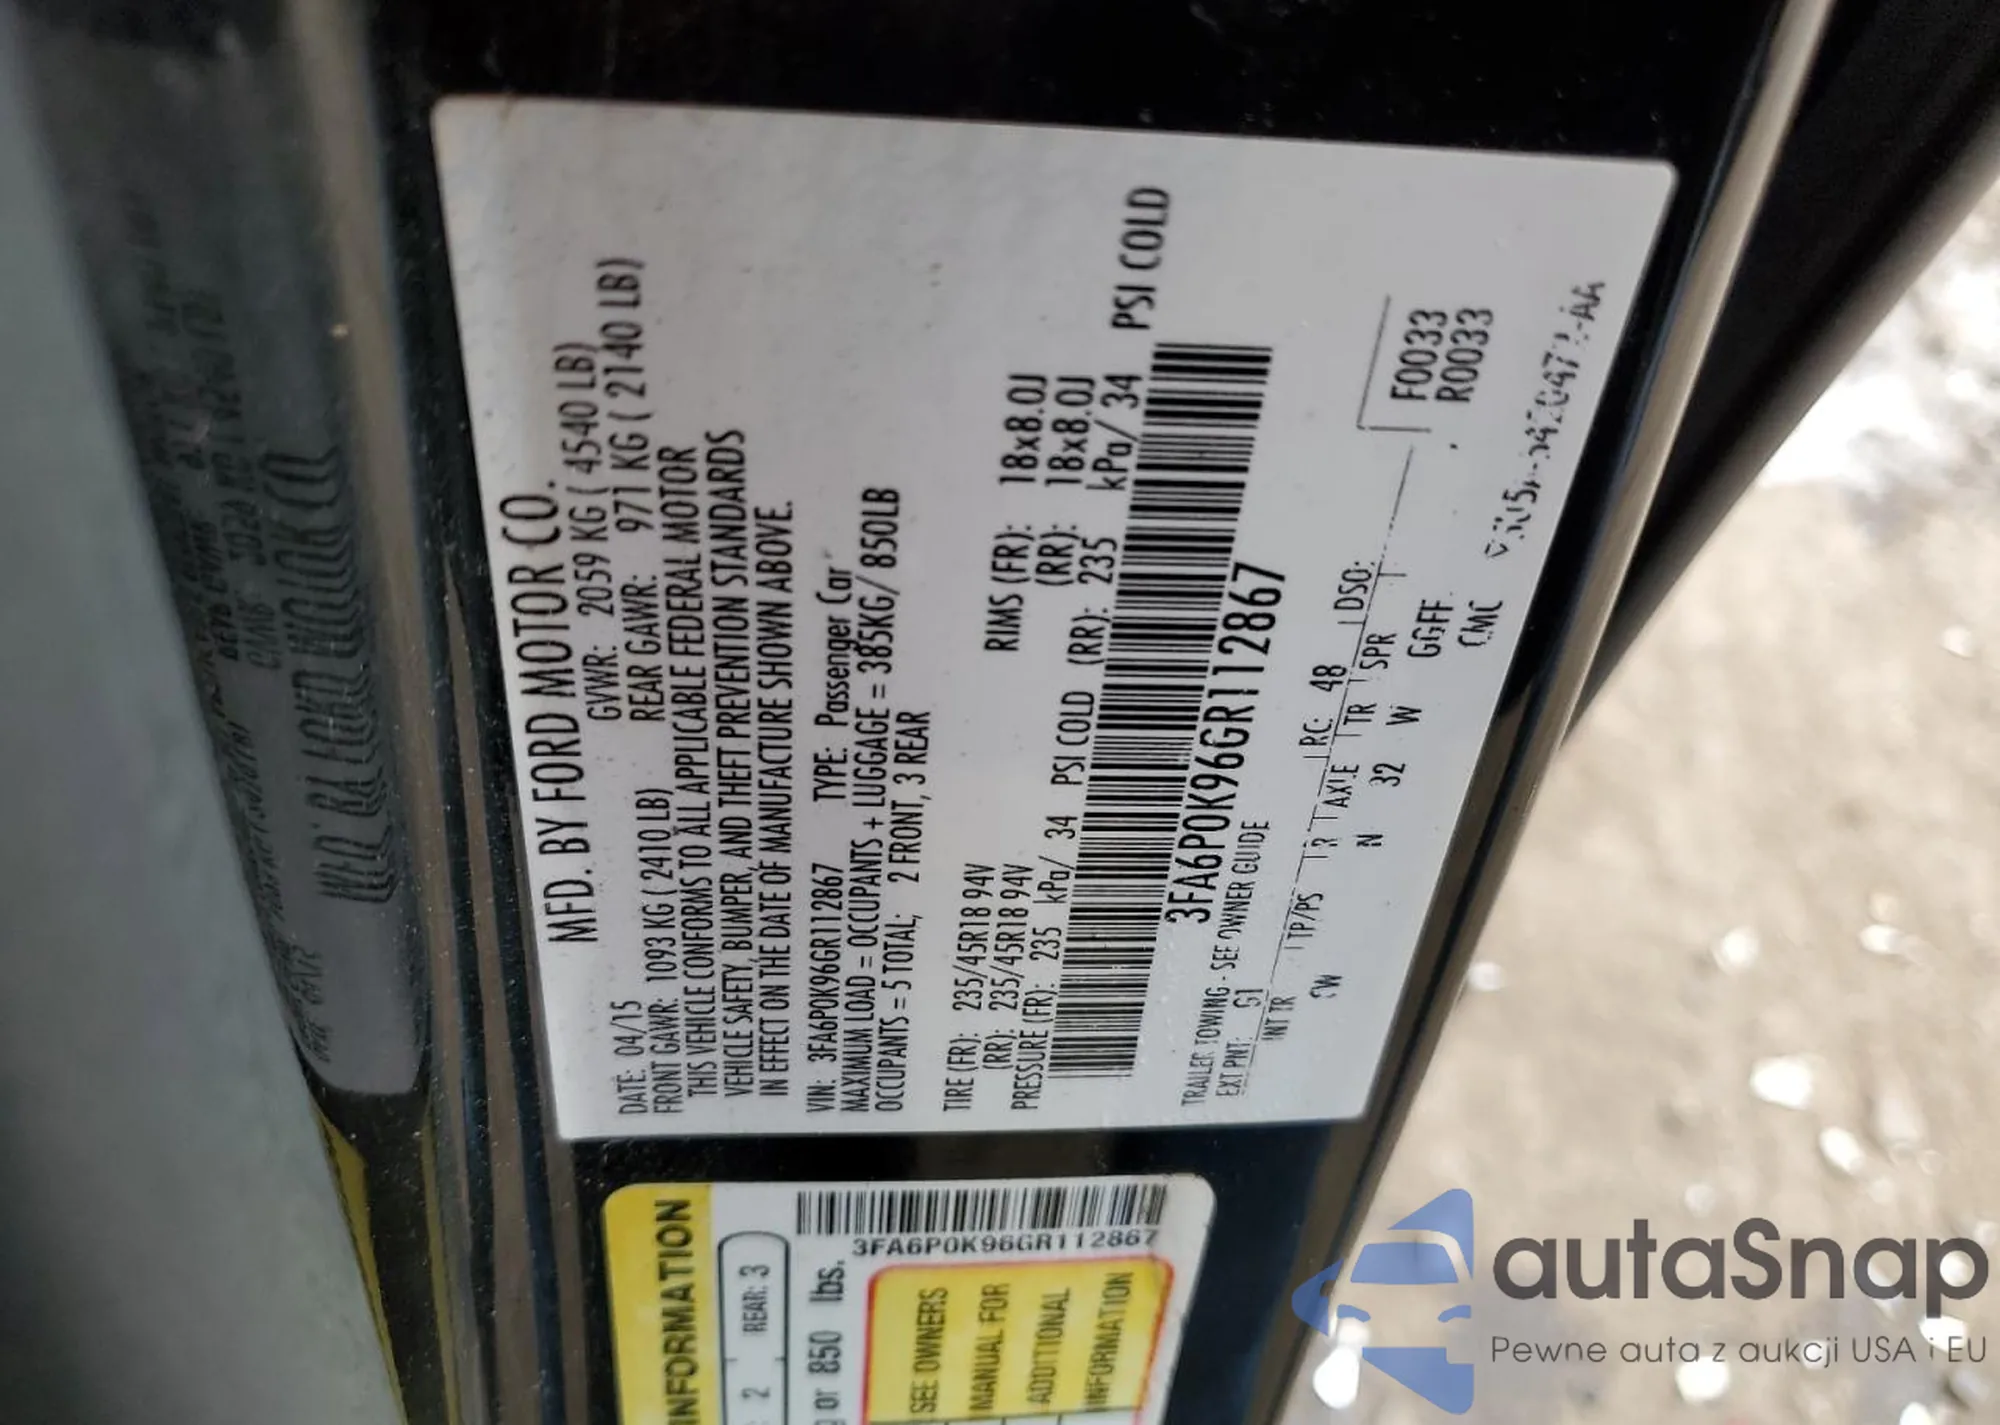 MFD. BY FORD MOTOR CO.
DATE: 04/15 GVWR: 2059 KG ( 4540 LB)
FRONT GAWR: 1093 KG ( 2410 LB) REAR GAWR: 971 KG ( 2140 LB)
THIS VEHICLE CONFORMS TO ALL APPLICABLE FEDERAL MOTOR
VEHICLE SAFETY, BUMPER, AND THEFT PREVENTION STANDARDS
IN EFFECT ON THE DATE OF MANUFACTURE SHOWN ABOVE.
VIN: 3FA6P0K96GR112867 TYPE: Passenger Car
MAXIMUM LOAD = OCCUPANTS + LUGGAGE = 385KG/ 850LB
OCCUPANTS = 5 TOTAL; 2 FRONT, 3 REAR
TIRE (FR): 235/45R18 94V RIMS (FR): 18x8.0J
(RR): 235/45R18 94V (RR): 18x8.0J
PRESSURE (FR): 235 kPa/ 34 PSI COLD (RR): 235 kPa/ 34 PSI COLD
3FA6P0K96GR112867
TRAILER TOWING - SEE OWNER GUIDE
EXT PNT: G1 RC: 48 DSO:
INT TR TP/PS R AXLE TR SPR
CW N 32 W GGFF
F0033
R0033
CMC
INFORMATION
2 REAR: 3
or 850 lbs.
3FA6P0K96GR112867
SEE OWNERS
MANUAL FOR
ADDITIONAL
INFORMATION
autaSnap
Pewne auta z aukcji USA i EU